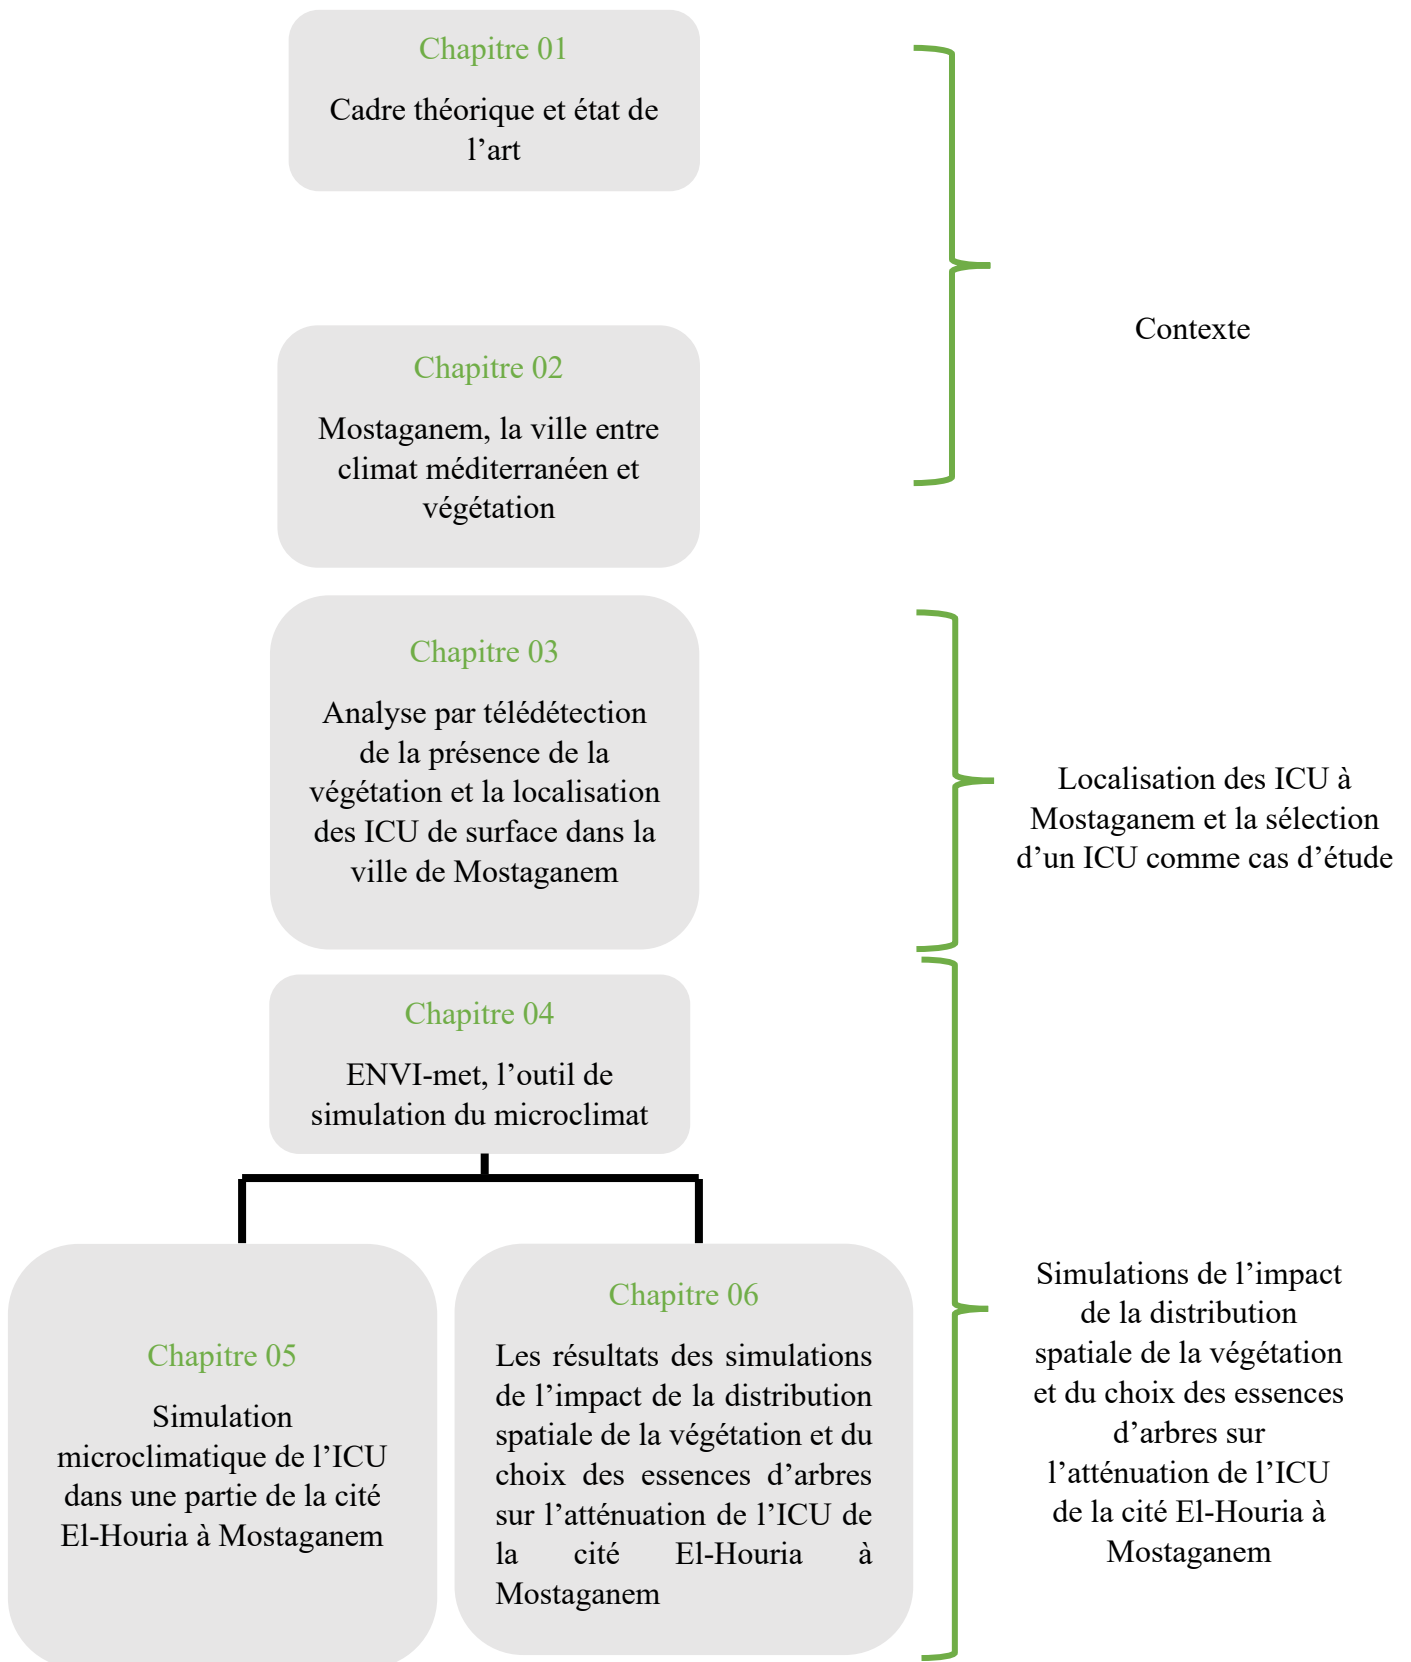 Chapitre 01
Cadre théorique et état de
l’art
Chapitre 02
Mostaganem, la ville entre
climat méditerranéen et
végétation
Contexte
Chapitre 03
Analyse par télédétection
de la présence de la
végétation et la localisation
des ICU de surface dans la
ville de Mostaganem
Localisation des ICU à
Mostaganem et la sélection
d’un ICU comme cas d’étude
Chapitre 04
ENVI-met, l’outil de
simulation du microclimat
Chapitre 05
Simulation
microclimatique de l’ICU
dans une partie de la cité
El-Houria à Mostaganem
Chapitre 06
Les résultats des simulations
de l’impact de la distribution
spatiale de la végétation et du
choix des essences d’arbres
sur l’atténuation de l’ICU de
la cité El-Houria à
Mostaganem
Simulations de l’impact
de la distribution
spatiale de la végétation
et du choix des essences
d’arbres sur
l’atténuation de l’ICU
de la cité El-Houria à
Mostaganem